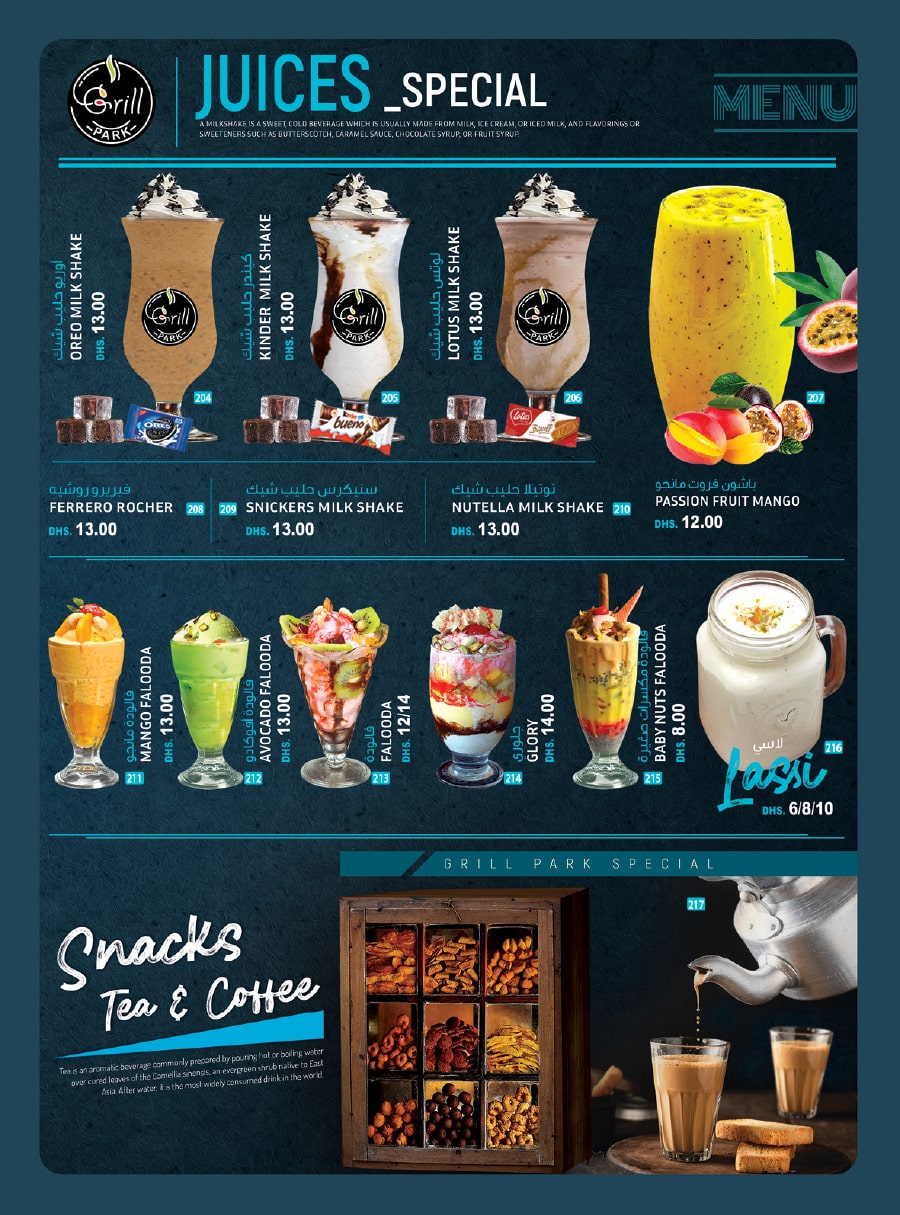 Grill
PARK
JUICES _SPECIAL
A MILKSHAKE IS A SWEET, COLD BEVERAGE WHICH IS USUALLY MADE FROM MILK, ICE CREAM, OR ICED MILK, AND FLAVORINGS OR
SWEETENERS SUCH AS BUTTERSCOTCH, CARAMEL SAUCE, CHOCOLATE SYRUP, OR FRUIT SYRUP.
MENU
أوريو حليب شيك
OREO MILK SHAKE
DHS. 13.00
Grill
PARK
204
OREO
كيندر حليب شيك
KINDER MILK SHAKE
DHS. 13.00
Grill
PARK
205
bueno
لوتس حليب شيك
LOTUS MILK SHAKE
DHS. 13.00
Grill
PARK
206
Lotus
207
باشون فروت مانجو
PASSION FRUIT MANGO
DHS. 12.00
فيريرو روشيه
FERRERO ROCHER 208
DHS. 13.00
سنيكرس حليب شيك
209 SNICKERS MILK SHAKE
DHS. 13.00
نوتيلا حليب شيك
NUTELLA MILK SHAKE 210
DHS. 13.00
فالودة مانجو
MANGO FALOODA
DHS. 13.00
211
فالودة أفوكادو
AVOCADO FALOODA
DHS. 13.00
212
فالودة
FALOODA
DHS. 12/14
213
جلوري
GLORY
DHS. 14.00
214
فالودة مكسرات صغيرة
BABY NUTS FALOODA
DHS. 8.00
215
لاسي
216
Lassi
DHS. 6/8/10
GRILL PARK SPECIAL
217
Snacks
Tea & Coffee
Tea is an aromatic beverage commonly prepared by pouring hot or boiling water
over cured leaves of the Camellia sinensis, an evergreen shrub native to East
Asia. After water, it is the most widely consumed drink in the world.